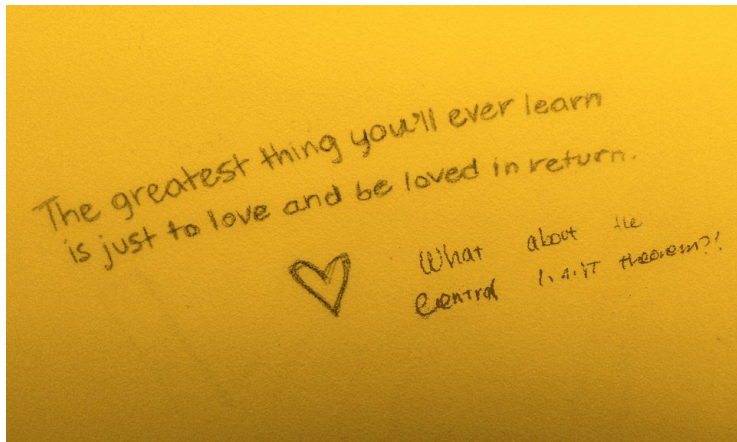 The greatest thing you'll ever learn
is just to love and be loved in return.
What about the
Central limit theorem?!